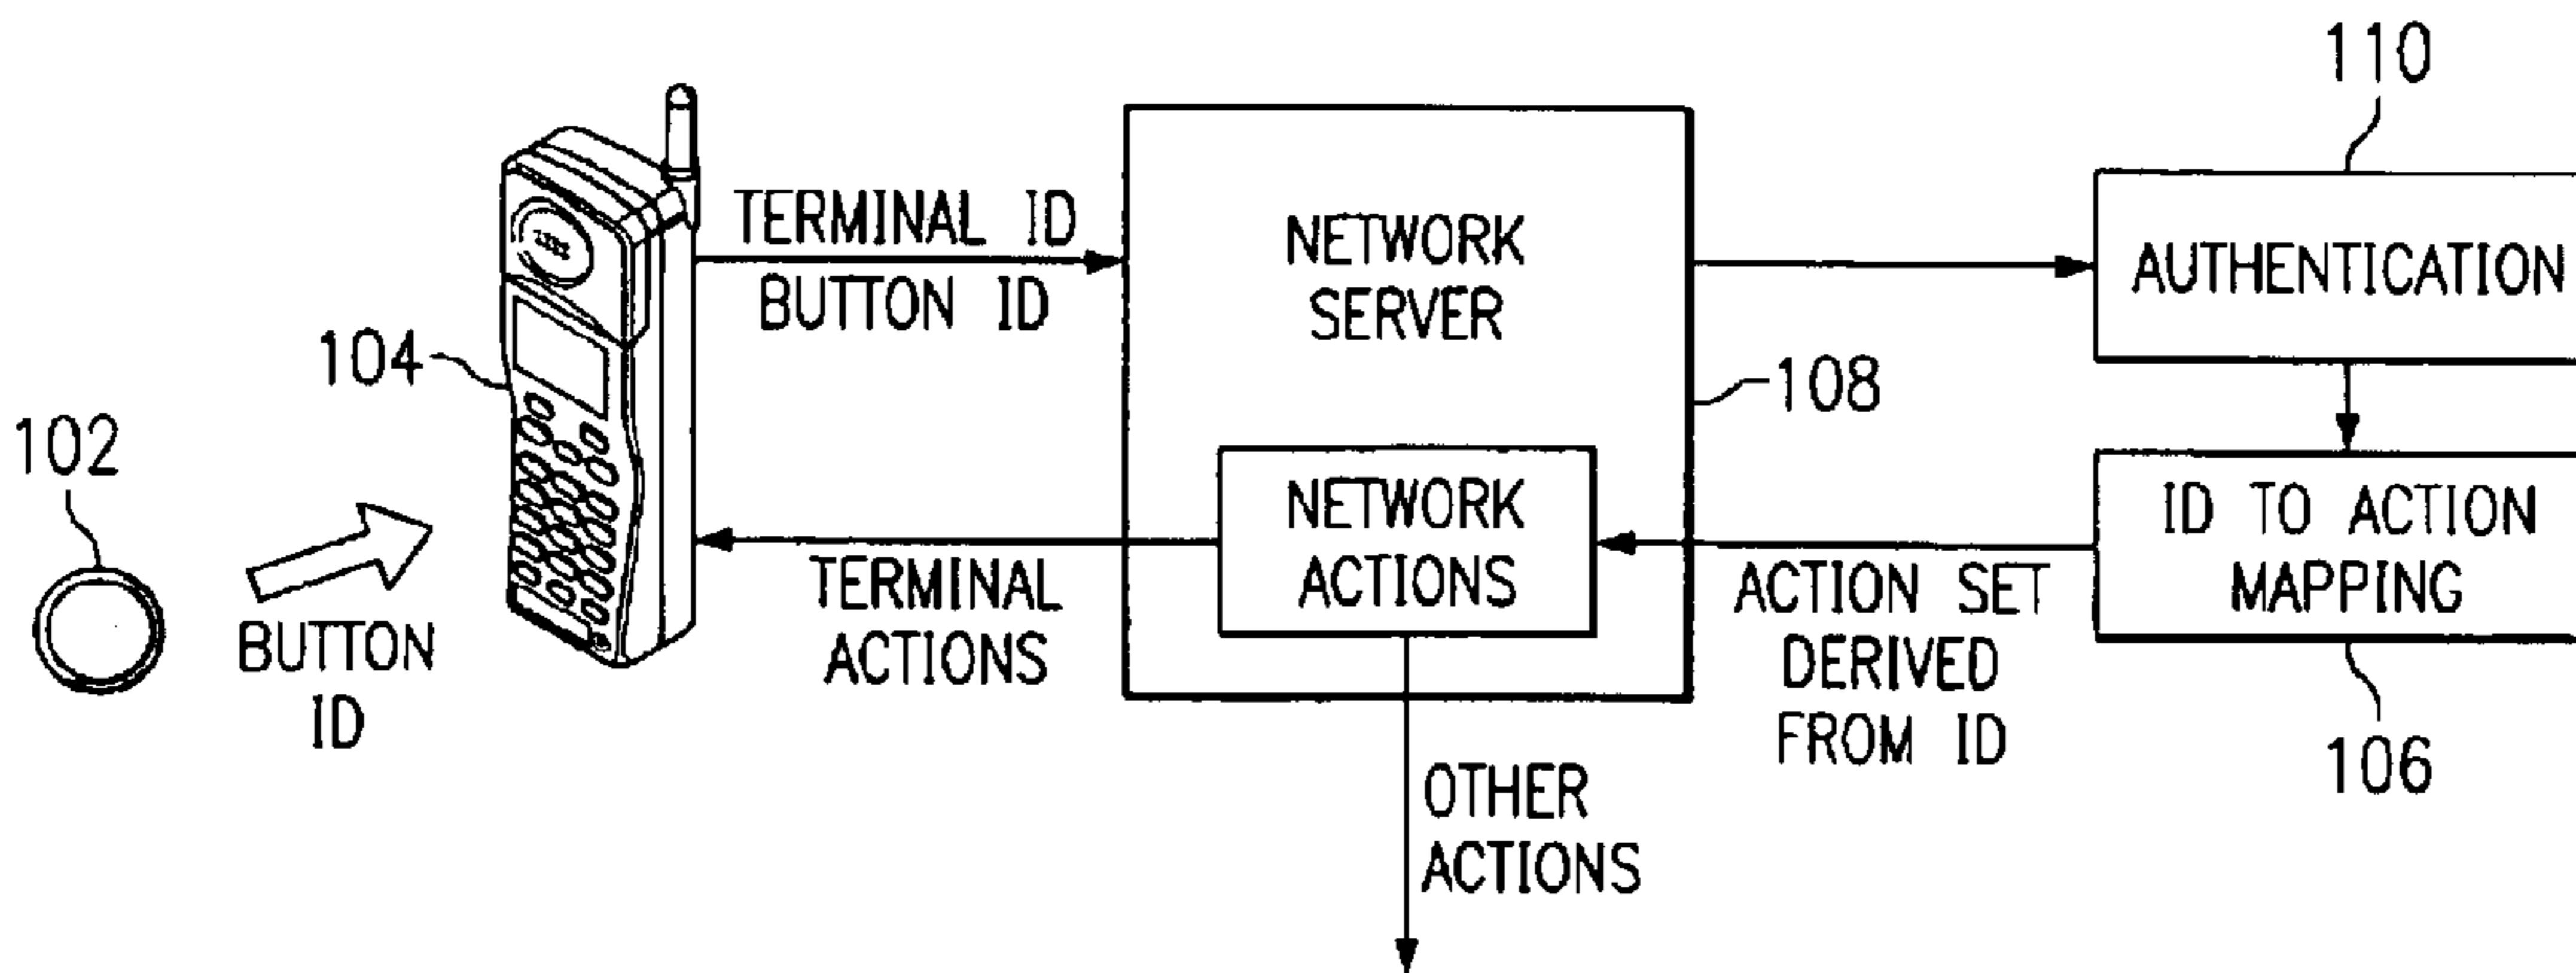 110
TERMINAL ID
BUTTON ID
NETWORK
SERVER
AUTHENTICATION
104
108
102
NETWORK
ACTIONS
ID TO ACTION
MAPPING
BUTTON
ID
TERMINAL
ACTIONS
ACTION SET
DERIVED
FROM ID
106
OTHER
ACTIONS